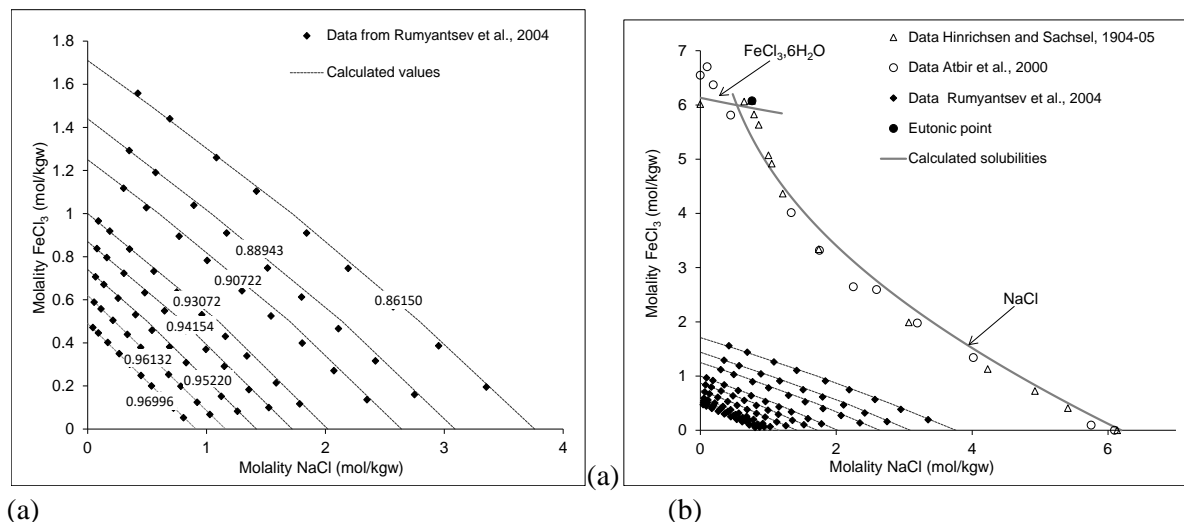 1.8
1.6
1.4
1.2
1
0.8
0.6
0.4
0.2
0
Molality FeCl3 (mol/kgw)
Data from Rumyantsev et al., 2004
Calculated values
0.86150
0.88943
0.90722
0.93072
0.94154
0.95220
0.96132
0.96996
0 1 2 3 4
Molality NaCl (mol/kgw)
(a)
(a)
7
6
5
4
3
2
1
0
Molality FeCl3 (mol/kgw)
FeCl3,6H2O
Data Hinrichsen and Sachsel, 1904-05
Data Atbir et al., 2000
Data Rumyantsev et al., 2004
Eutonic point
Calculated solubilities
NaCl
0 2 4 6
Molality NaCl (mol/kgw)
(b)
(b)